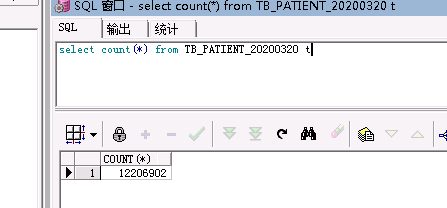 SQL 窗口 - select count(*) from TB_PATIENT_20200320 t
SQL 输出 统计
select count(*) from TB_PATIENT_20200320 t
COUNT(*)
1 12206902